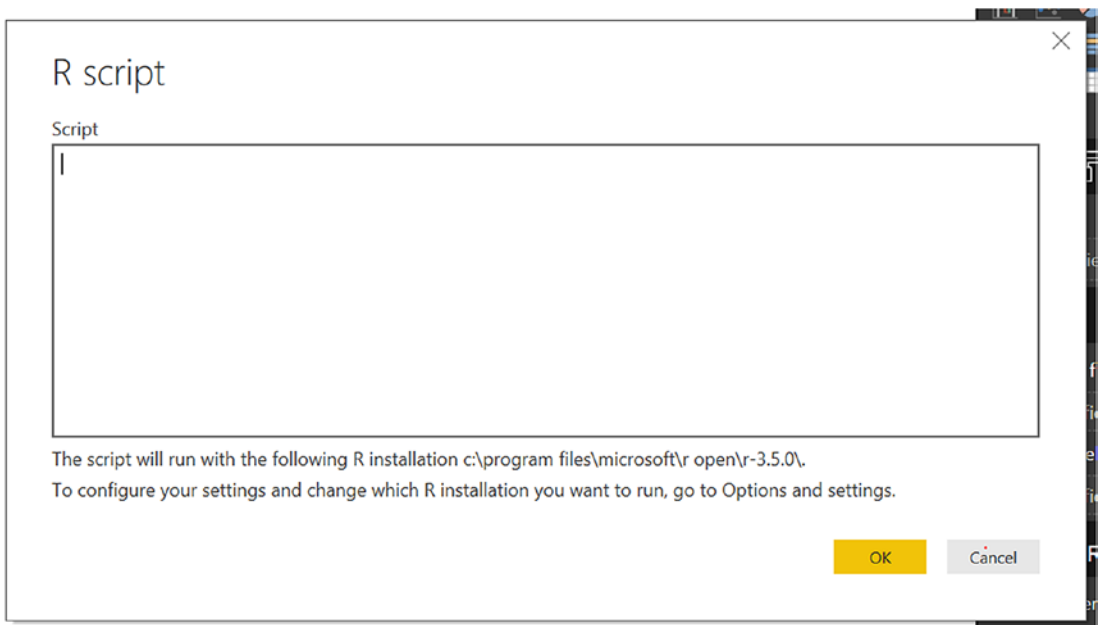 R script
Script
The script will run with the following R installation c:\program files\microsoft\r open\r-3.5.0\.
To configure your settings and change which R installation you want to run, go to Options and settings.
OK
Cancel